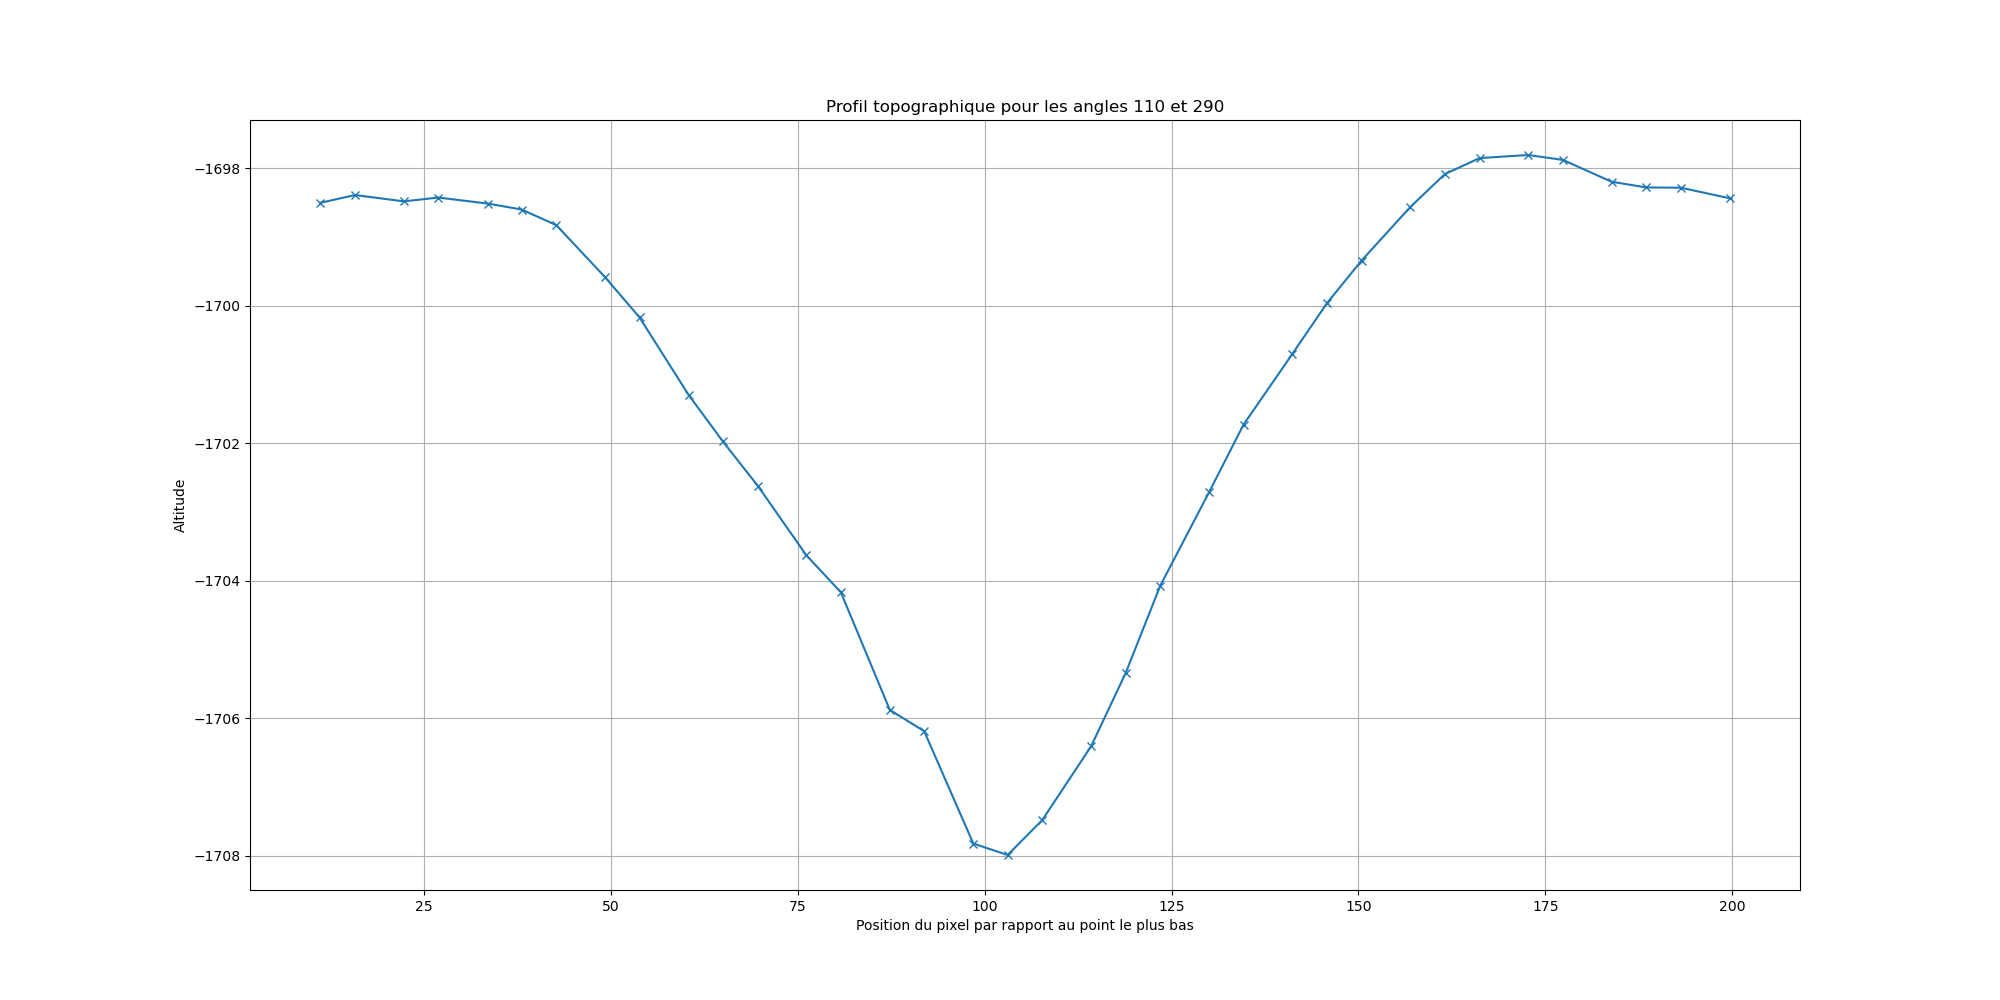 Profil topographique pour les angles 110 et 290
−1698
−1700
−1702
−1704
−1706
−1708
Altitude
25 50 75 100 125 150 175 200
Position du pixel par rapport au point le plus bas